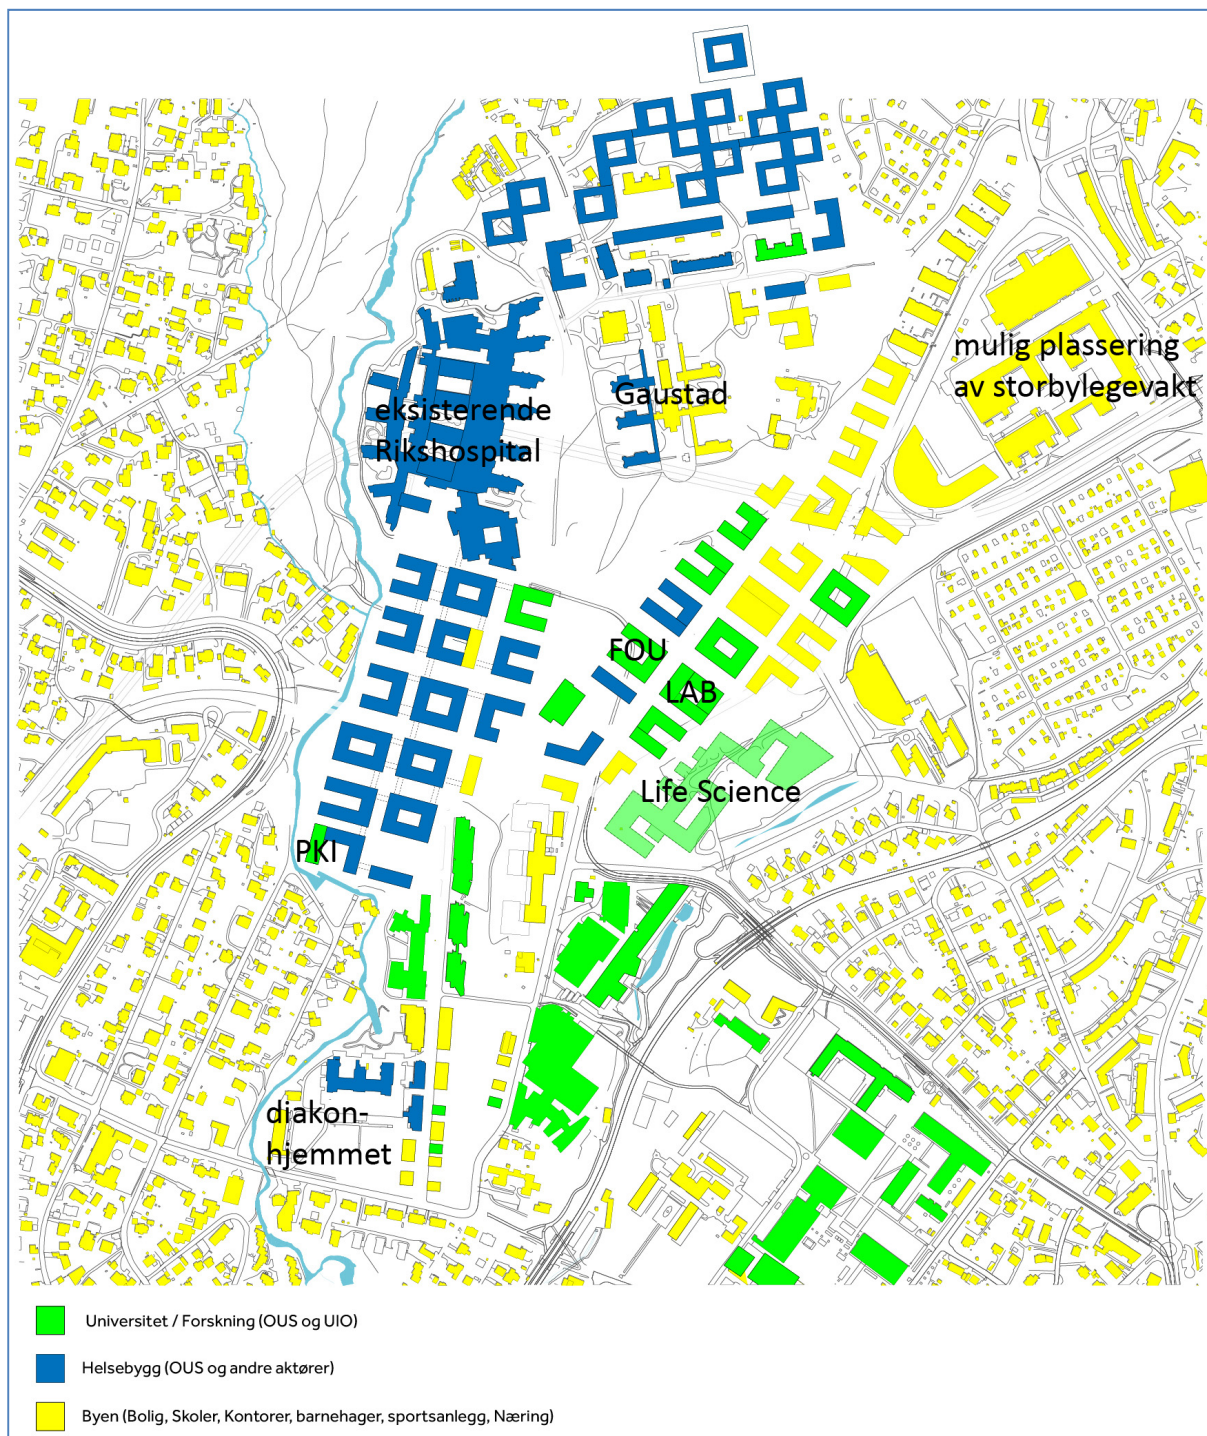 mulig plassering
av storbylegevakt
Gaustad
eksisterende
Rikshospital
FOU
LAB
Life Science
PKI
diakon-
hjemmet
Universitet / Forskning (OUS og UIO)
Helsebygg (OUS og andre aktører)
Byen (Bolig, Skoler, Kontorer, barnehager, sportsanlegg, Næring)